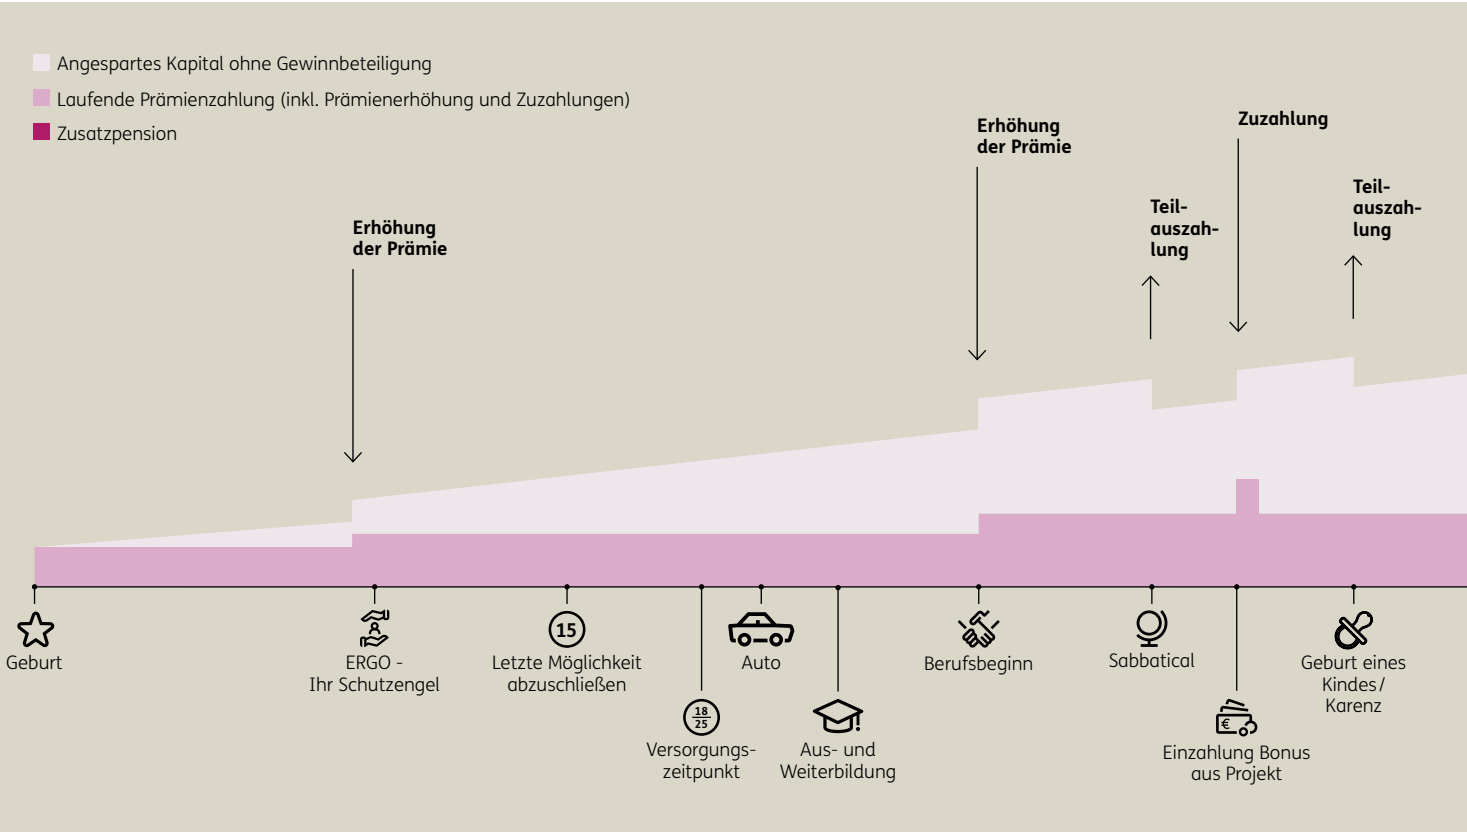 Angespartes Kapital ohne Gewinnbeteiligung
Laufende Prämienzahlung (inkl. Prämienerhöhung und Zuzahlungen)
Zusatzpension
Erhöhung
der Prämie
Erhöhung
der Prämie
Teil-
auszah-
lung
Zuzahlung
Teil-
auszah-
lung
Geburt
ERGO -
Ihr Schutzengel
15
Letzte Möglichkeit
abzuschließen
18
25
Versorgungs-
zeitpunkt
Auto
Aus- und
Weiterbildung
Berufsbeginn
Sabbatical
€
Einzahlung Bonus
aus Projekt
Geburt eines
Kindes/
Karenz